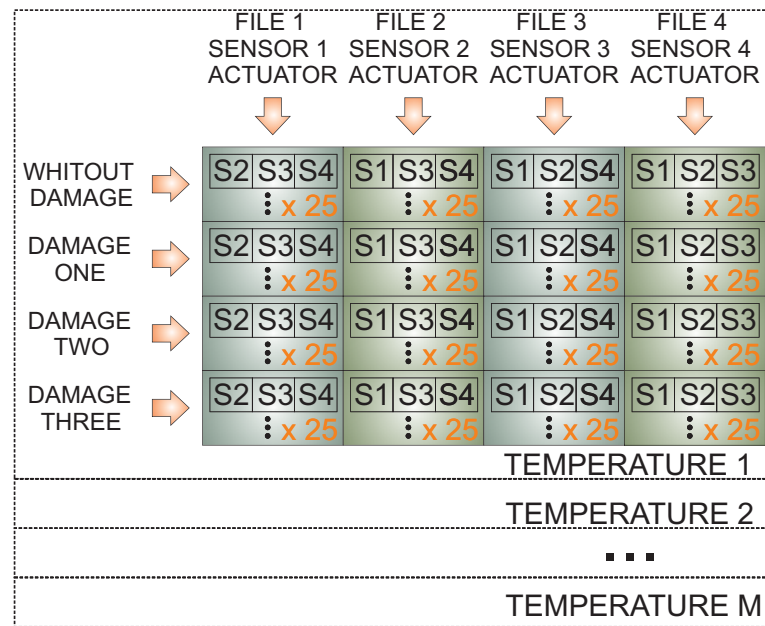 FILE 1 FILE 2 FILE 3 FILE 4
SENSOR 1 SENSOR 2 SENSOR 3 SENSOR 4
ACTUATOR ACTUATOR ACTUATOR ACTUATOR
WHITOUT
DAMAGE
S2 S3 S4 S1 S3 S4 S1 S2 S4 S1 S2 S3
x 25 x 25 x 25 x 25
DAMAGE
ONE
S2 S3 S4 S1 S3 S4 S1 S2 S4 S1 S2 S3
x 25 x 25 x 25 x 25
DAMAGE
TWO
S2 S3 S4 S1 S3 S4 S1 S2 S4 S1 S2 S3
x 25 x 25 x 25 x 25
DAMAGE
THREE
S2 S3 S4 S1 S3 S4 S1 S2 S4 S1 S2 S3
x 25 x 25 x 25 x 25
TEMPERATURE 1
TEMPERATURE 2
...
TEMPERATURE M